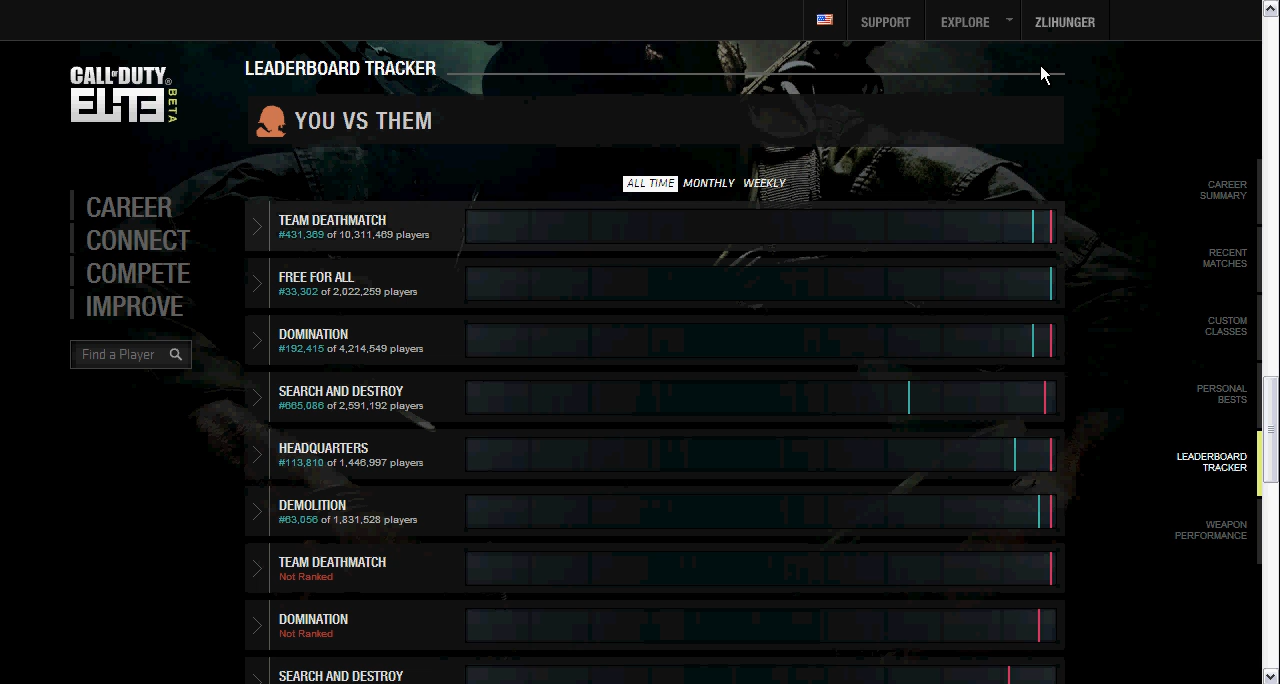 SUPPORT
EXPLORE
ZLIHUNGER
CALL OF DUTY®
ELITE BETA
LEADERBOARD TRACKER
YOU VS THEM
ALL TIME MONTHLY WEEKLY
CAREER
CONNECT
COMPETE
IMPROVE
Find a Player
TEAM DEATHMATCH
#431,369 of 10,311,469 players
FREE FOR ALL
#33,302 of 2,022,259 players
DOMINATION
#192,415 of 4,214,549 players
SEARCH AND DESTROY
#665,086 of 2,591,192 players
HEADQUARTERS
#113,810 of 1,446,997 players
DEMOLITION
#63,056 of 1,831,528 players
TEAM DEATHMATCH
Not Ranked
DOMINATION
Not Ranked
SEARCH AND DESTROY
CAREER
SUMMARY
RECENT
MATCHES
CUSTOM
CLASSES
PERSONAL
BESTS
LEADERBOARD
TRACKER
WEAPON
PERFORMANCE